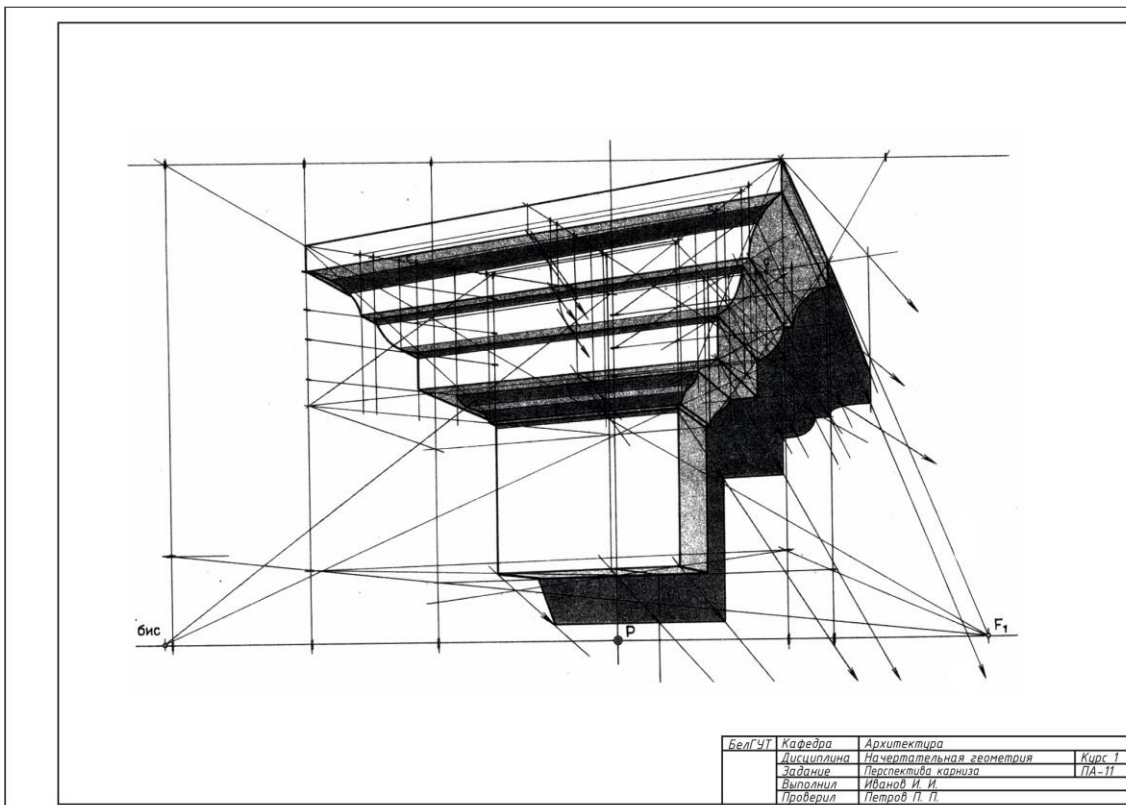 бис
P
F₁
БелГУТ Кафедра Архитектура
Дисциплина Начертательная геометрия Курс 1
Задание Перспектива карниза ПА-11
Выполнил Иванов И. И.
Проверил Петров П. П.